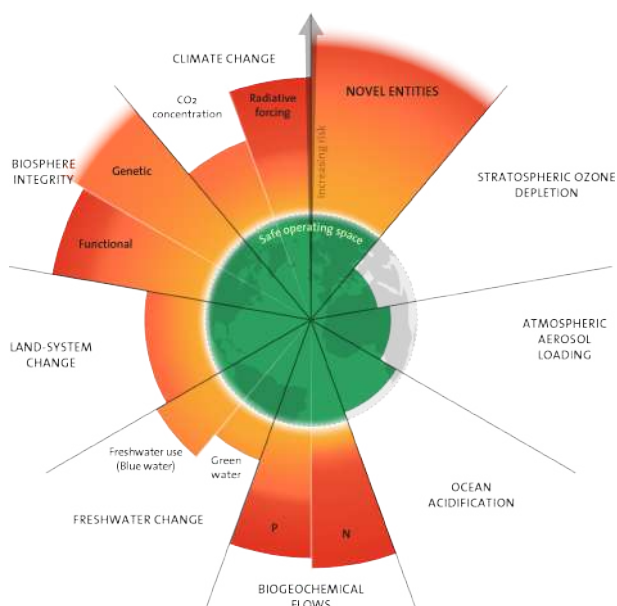 CLIMATE CHANGE
CO2
concentration
Radiative
forcing
NOVEL ENTITIES
Increasing risk
BIOSPHERE
INTEGRITY
Genetic
Functional
STRATOSPHERIC OZONE
DEPLETION
Safe operating space
LAND-SYSTEM
CHANGE
ATMOSPHERIC
AEROSOL
LOADING
Freshwater use
(Blue water)
Green
water
FRESHWATER CHANGE
OCEAN
ACIDIFICATION
P
N
BIOGEOCHEMICAL
FLOWS